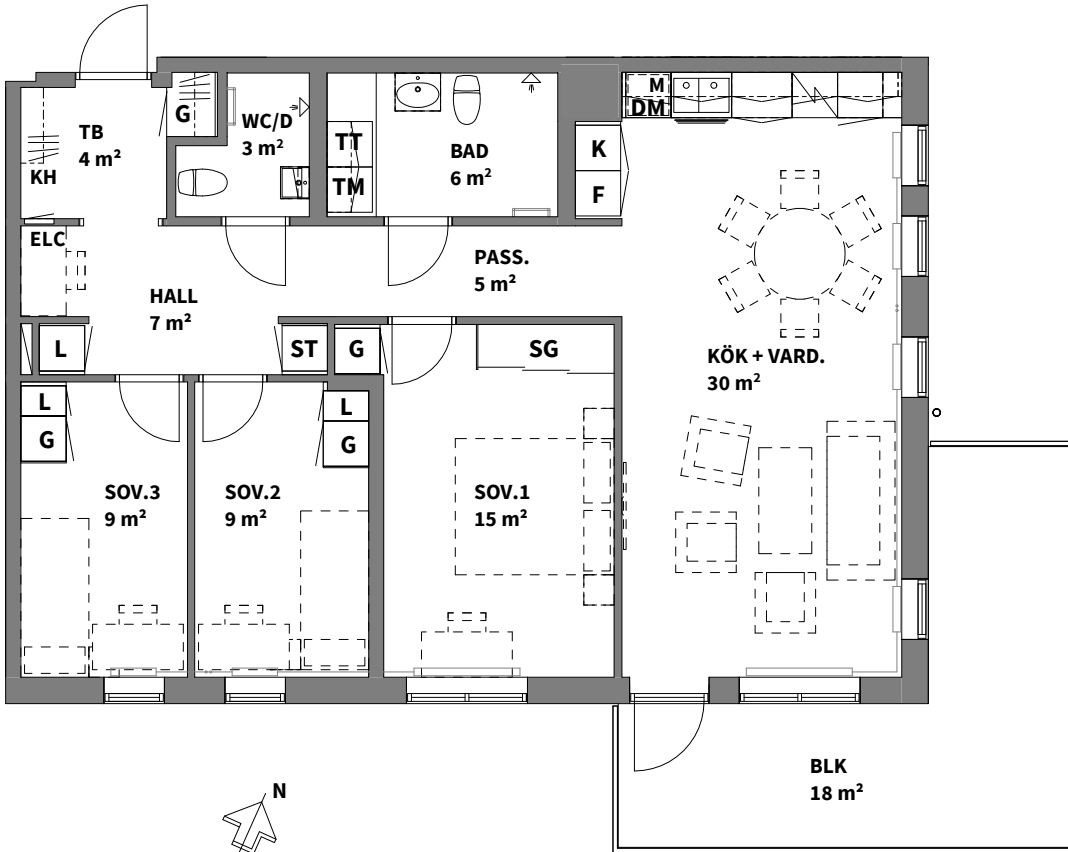 G
TB
4 m²
KH
ELC
WC/D
3 m²
TT
TM
BAD
6 m²
M
DM
K
F
HALL
7 m²
PASS.
5 m²
L
ST
G
SG
KÖK + VARD.
30 m²
L
G
L
G
SOV.3
9 m²
SOV.2
9 m²
SOV.1
15 m²
BLK
18 m²
N